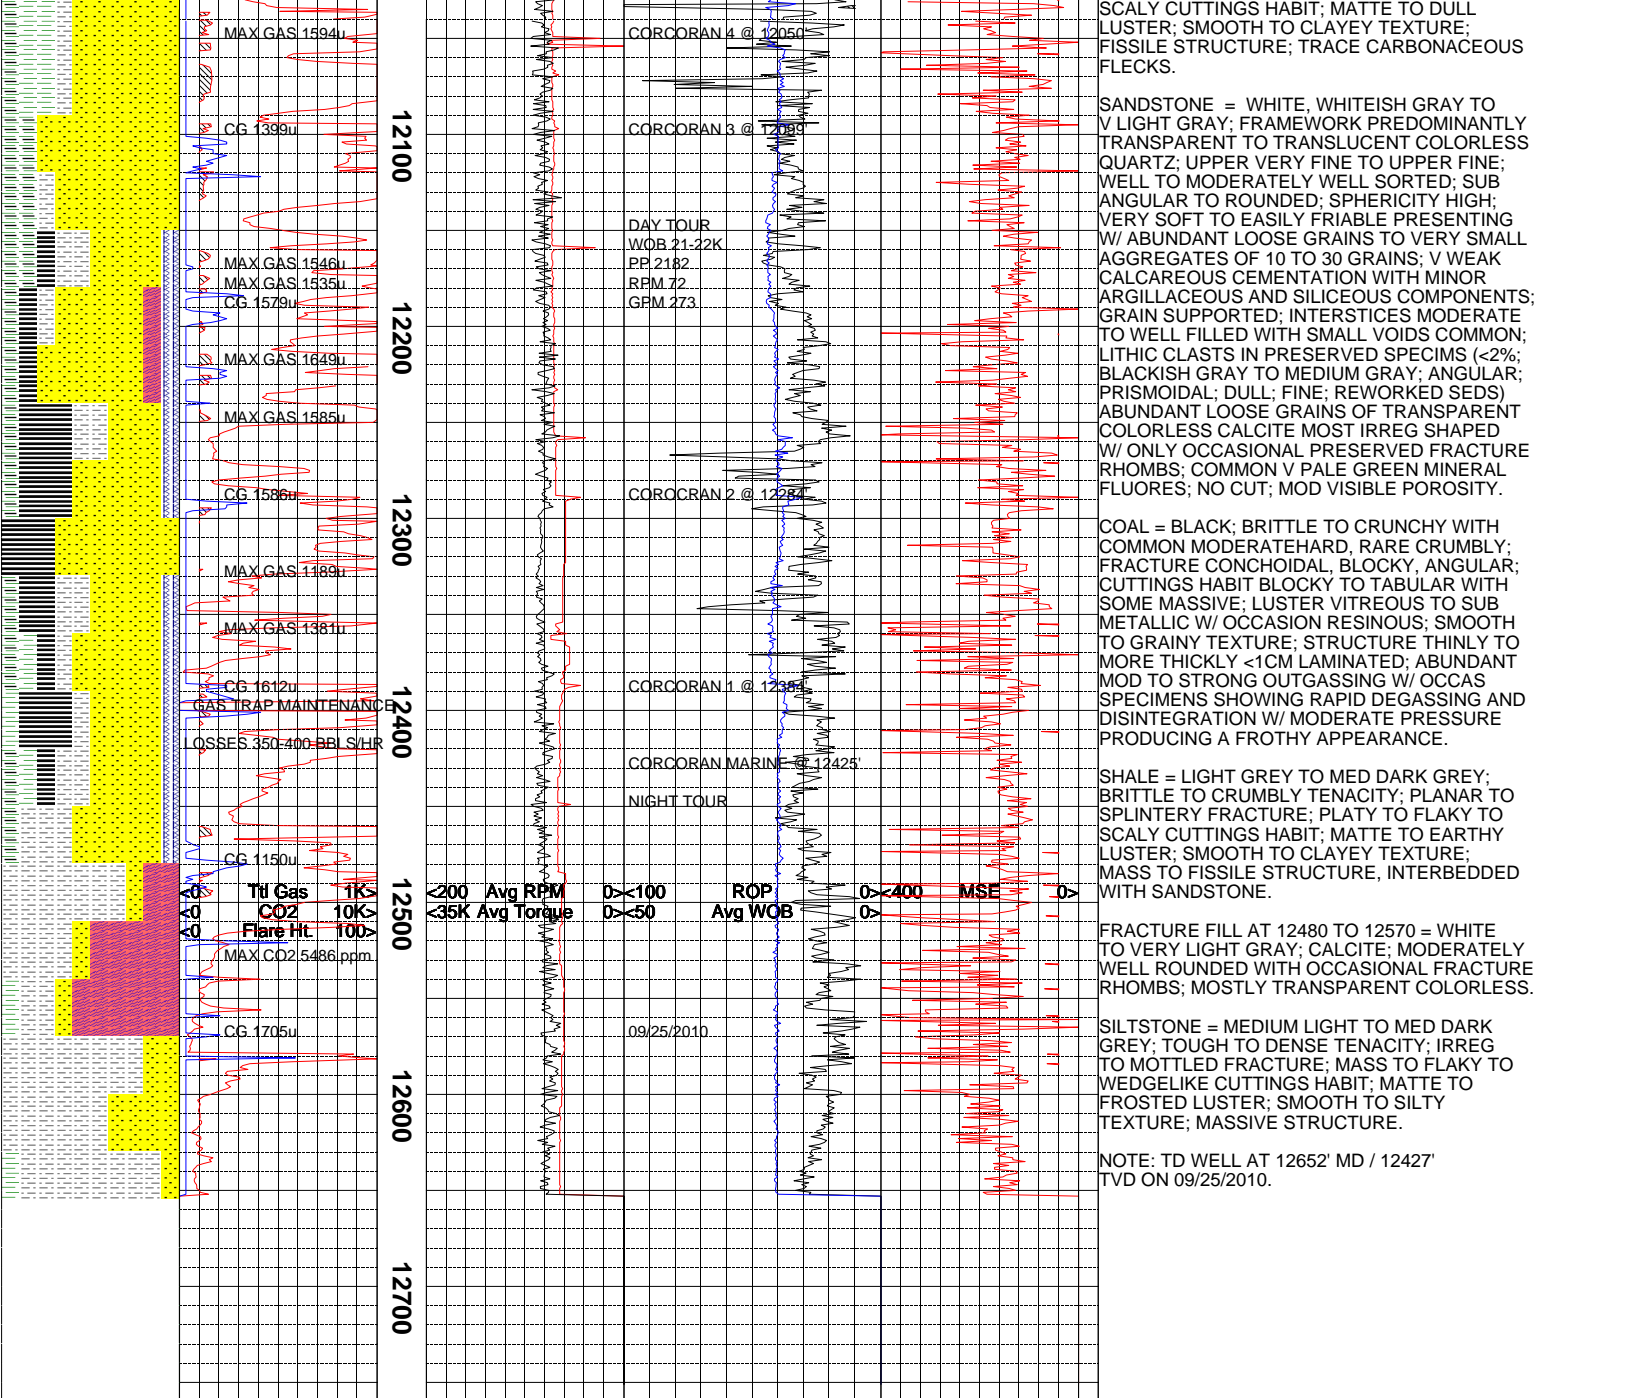 MAX GAS 1594u
CG 1399u
MAX GAS 1546u
MAX GAS 1535u
CG 1579u
MAX GAS 1649u
MAX GAS 1585u
CG 1586u
MAX GAS 1189u
MAX GAS 1381u
CG 1612u
GAS TRAP MAINTENANCE
LOSSES 350-400 BBLS/HR
CG 1150u
<0 Ttl Gas 1K>
<0 CO2 10K>
<0 Flare Ht. 100>
MAX CO2 5486 ppm
CG 1705u
12100
12200
12300
12400
12500
12600
12700
<200 Avg RPM 0>
<35K Avg Torque 0>
CORCORAN 4 @ 12050'
CORCORAN 3 @ 12099'
DAY TOUR
WOB 21-22K
PP 2182
RPM 72
GPM 273
COROCRAN 2 @ 12284'
CORCORAN 1 @ 12384'
CORCORAN MARINE @ 12425'
NIGHT TOUR
<100 ROP 0>
<50 Avg WOB 0>
09/25/2010
<400 MSE 0>
SCALY CUTTINGS HABIT; MATTE TO DULL
LUSTER; SMOOTH TO CLAYEY TEXTURE;
FISSILE STRUCTURE; TRACE CARBONACEOUS
FLECKS.
SANDSTONE = WHITE, WHITEISH GRAY TO
V LIGHT GRAY; FRAMEWORK PREDOMINANTLY
TRANSPARENT TO TRANSLUCENT COLORLESS
QUARTZ; UPPER VERY FINE TO UPPER FINE;
WELL TO MODERATELY WELL SORTED; SUB
ANGULAR TO ROUNDED; SPHERICITY HIGH;
VERY SOFT TO EASILY FRIABLE PRESENTING
W/ ABUNDANT LOOSE GRAINS TO VERY SMALL
AGGREGATES OF 10 TO 30 GRAINS; V WEAK
CALCAREOUS CEMENTATION WITH MINOR
ARGILLACEOUS AND SILICEOUS COMPONENTS;
GRAIN SUPPORTED; INTERSTICES MODERATE
TO WELL FILLED WITH SMALL VOIDS COMMON;
LITHIC CLASTS IN PRESERVED SPECIMS (<2%;
BLACKISH GRAY TO MEDIUM GRAY; ANGULAR;
PRISMOIDAL; DULL; FINE; REWORKED SEDS)
ABUNDANT LOOSE GRAINS OF TRANSPARENT
COLORLESS CALCITE MOST IRREG SHAPED
W/ ONLY OCCASIONAL PRESERVED FRACTURE
RHOMBS; COMMON V PALE GREEN MINERAL
FLUORES; NO CUT; MOD VISIBLE POROSITY.
COAL = BLACK; BRITTLE TO CRUNCHY WITH
COMMON MODERATEHARD, RARE CRUMBLY;
FRACTURE CONCHOIDAL, BLOCKY, ANGULAR;
CUTTINGS HABIT BLOCKY TO TABULAR WITH
SOME MASSIVE; LUSTER VITREOUS TO SUB
METALLIC W/ OCCASION RESINOUS; SMOOTH
TO GRAINY TEXTURE; STRUCTURE THINLY TO
MORE THICKLY <1CM LAMINATED; ABUNDANT
MOD TO STRONG OUTGASSING W/ OCCAS
SPECIMENS SHOWING RAPID DEGASSING AND
DISINTEGRATION W/ MODERATE PRESSURE
PRODUCING A FROTHY APPEARANCE.
SHALE = LIGHT GREY TO MED DARK GREY;
BRITTLE TO CRUMBLY TENACITY; PLANAR TO
SPLINTERY FRACTURE; PLATY TO FLAKY TO
SCALY CUTTINGS HABIT; MATTE TO EARTHY
LUSTER; SMOOTH TO CLAYEY TEXTURE;
MASS TO FISSILE STRUCTURE, INTERBEDDED
WITH SANDSTONE.
FRACTURE FILL AT 12480 TO 12570 = WHITE
TO VERY LIGHT GRAY; CALCITE; MODERATELY
WELL ROUNDED WITH OCCASIONAL FRACTURE
RHOMBS; MOSTLY TRANSPARENT COLORLESS.
SILTSTONE = MEDIUM LIGHT TO MED DARK
GREY; TOUGH TO DENSE TENACITY; IRREG
TO MOTTLED FRACTURE; MASS TO FLAKY TO
WEDGELIKE CUTTINGS HABIT; MATTE TO
FROSTED LUSTER; SMOOTH TO SILTY
TEXTURE; MASSIVE STRUCTURE.
NOTE: TD WELL AT 12652' MD / 12427'
TVD ON 09/25/2010.